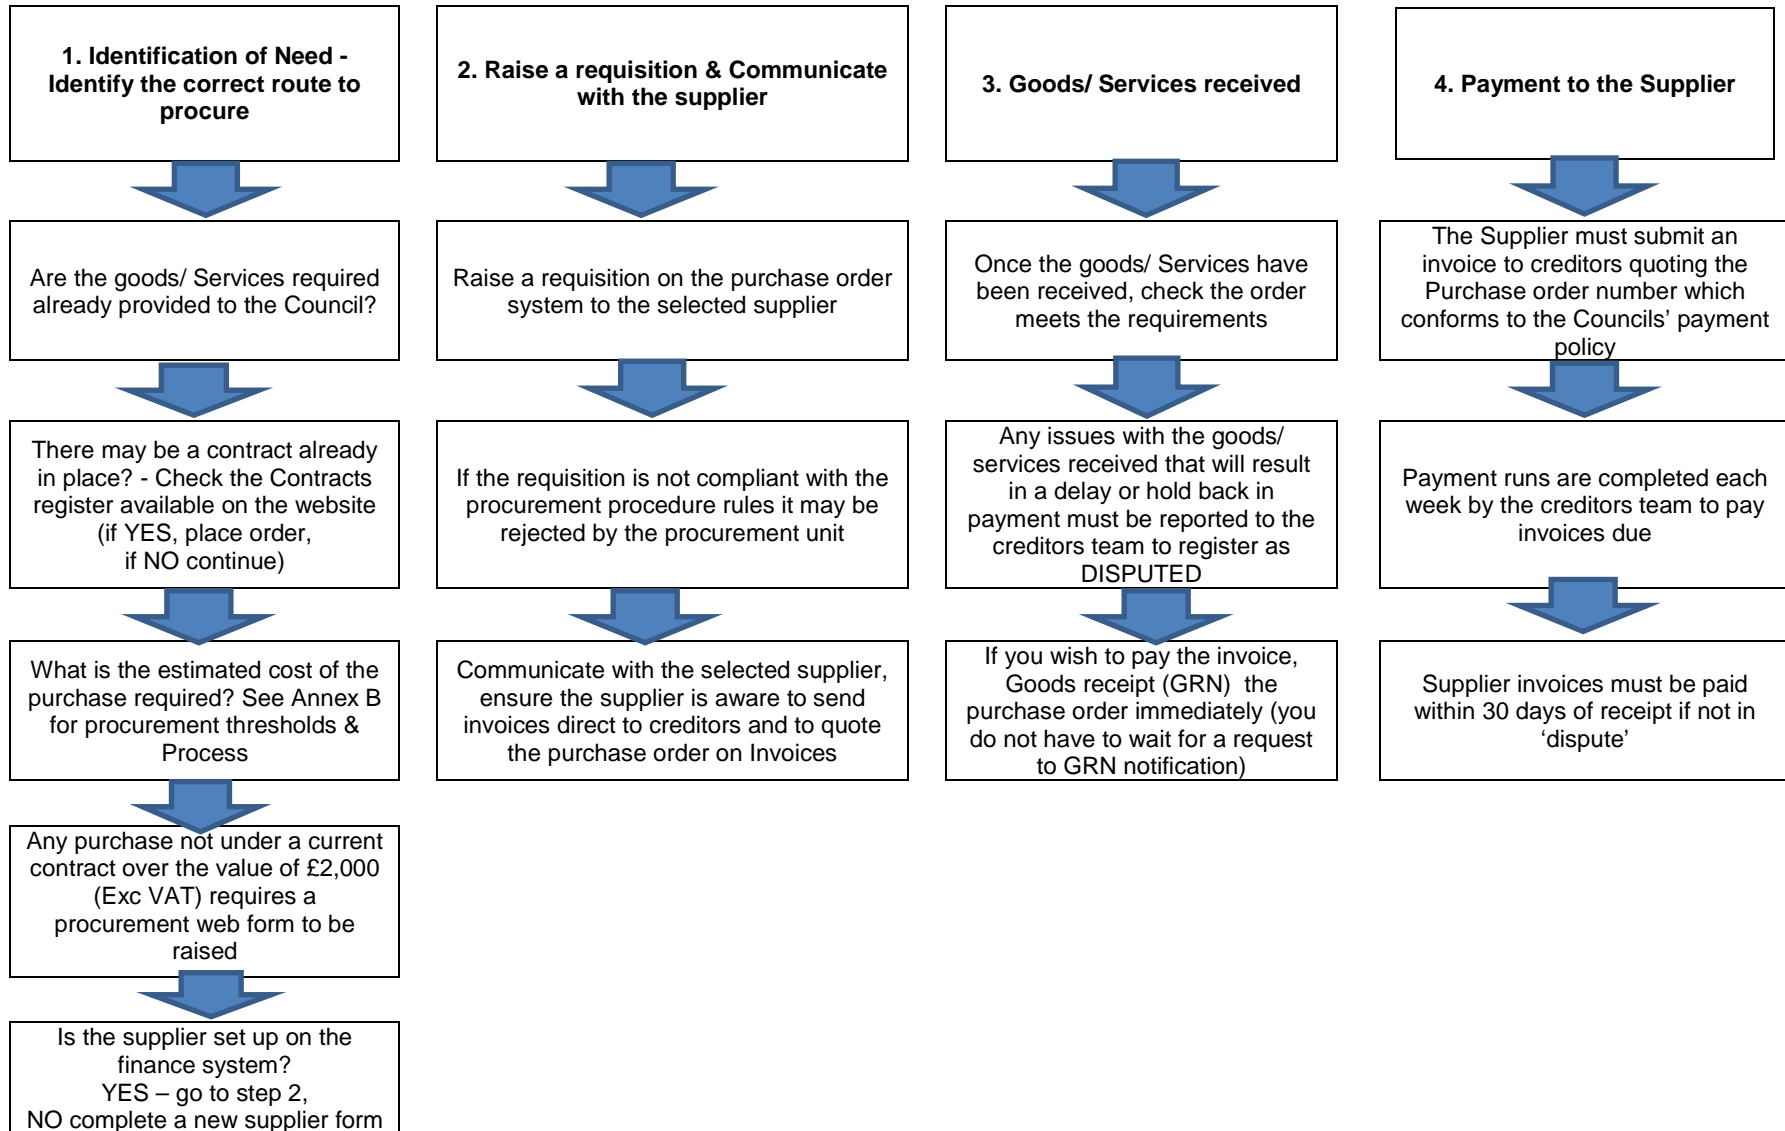 1. Identification of Need -
Identify the correct route to
procure
Are the goods/ Services required
already provided to the Council?
There may be a contract already
in place? - Check the Contracts
register available on the website
(if YES, place order,
if NO continue)
What is the estimated cost of the
purchase required? See Annex B
for procurement thresholds &
Process
Any purchase not under a current
contract over the value of £2,000
(Exc VAT) requires a
procurement web form to be
raised
Is the supplier set up on the
finance system?
YES – go to step 2,
NO complete a new supplier form
2. Raise a requisition & Communicate
with the supplier
Raise a requisition on the purchase order
system to the selected supplier
If the requisition is not compliant with the
procurement procedure rules it may be
rejected by the procurement unit
Communicate with the selected supplier,
ensure the supplier is aware to send
invoices direct to creditors and to quote
the purchase order on Invoices
3. Goods/ Services received
Once the goods/ Services have
been received, check the order
meets the requirements
Any issues with the goods/
services received that will result
in a delay or hold back in
payment must be reported to the
creditors team to register as
DISPUTED
If you wish to pay the invoice,
Goods receipt (GRN)  the
purchase order immediately (you
do not have to wait for a request
to GRN notification)
4. Payment to the Supplier
The Supplier must submit an
invoice to creditors quoting the
Purchase order number which
conforms to the Councils’ payment
policy
Payment runs are completed each
week by the creditors team to pay
invoices due
Supplier invoices must be paid
within 30 days of receipt if not in
‘dispute’